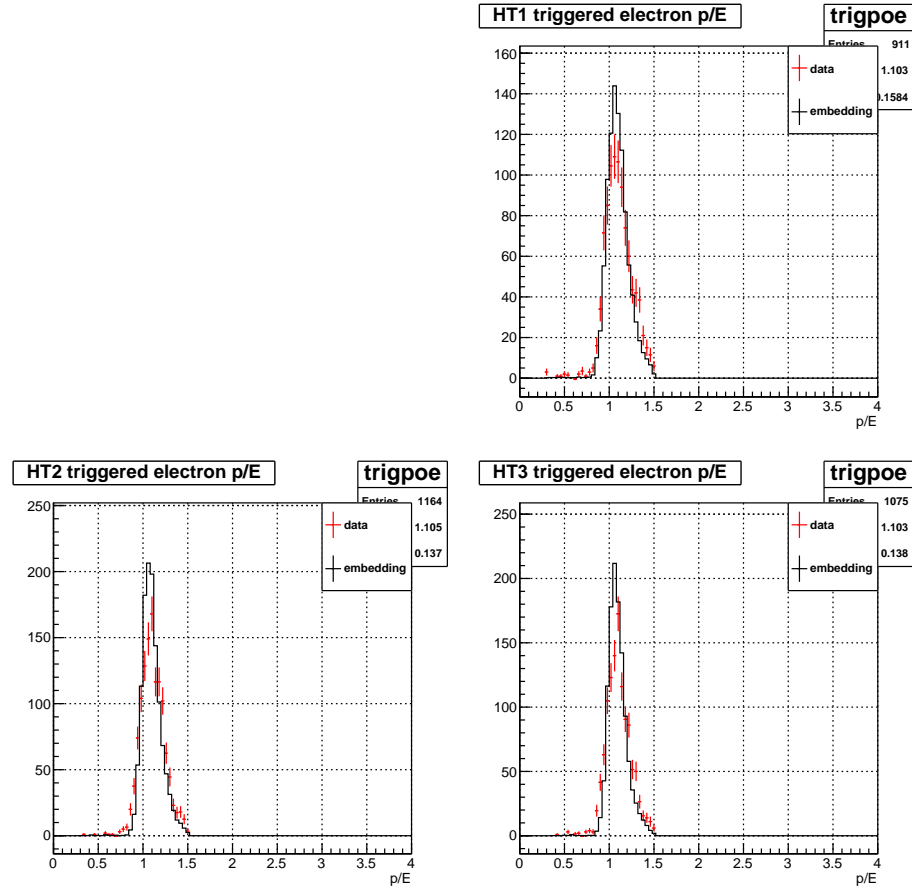 HT1 triggered electron p/E
trigpoe
Entries 911
1.103
0.1584
data
embedding
160
140
120
100
80
60
40
20
0
0 0.5 1 1.5 2 2.5 3 3.5 4
p/E
HT2 triggered electron p/E
trigpoe
Entries 1164
1.105
0.137
data
embedding
250
200
150
100
50
0
0 0.5 1 1.5 2 2.5 3 3.5 4
p/E
HT3 triggered electron p/E
trigpoe
Entries 1075
1.103
0.138
data
embedding
250
200
150
100
50
0
0 0.5 1 1.5 2 2.5 3 3.5 4
p/E